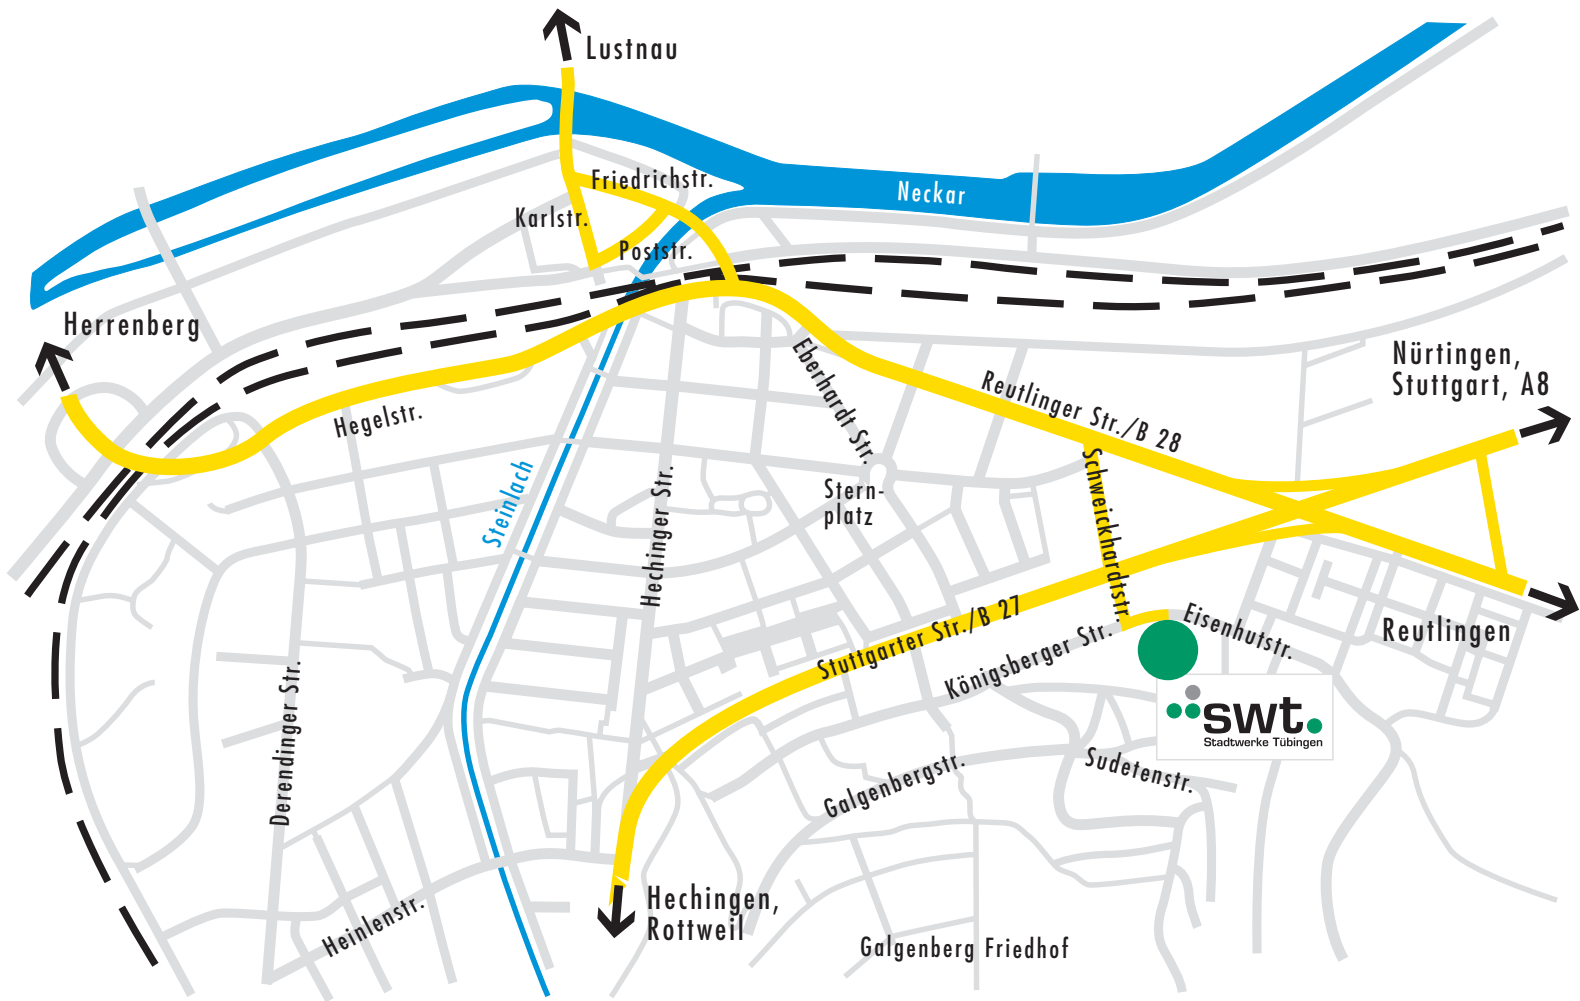 Lustnau
Friedrichstr.
Neckar
Karlstr.
Poststr.
Herrenberg
Eberhardt Str.
Nürtingen,
Stuttgart, A8
Reutlinger Str./B 28
Hegelstr.
Steinlach
Hechinger Str.
Stern-
platz
Schweickhardtstr.
Stuttgarter Str./B 27
Königsberger Str.
Eisenhutstr.
Reutlingen
swt.
Stadtwerke Tübingen
Derendinger Str.
Galgenbergstr.
Sudetenstr.
Heinlenstr.
Hechingen,
Rottweil
Galgenberg Friedhof